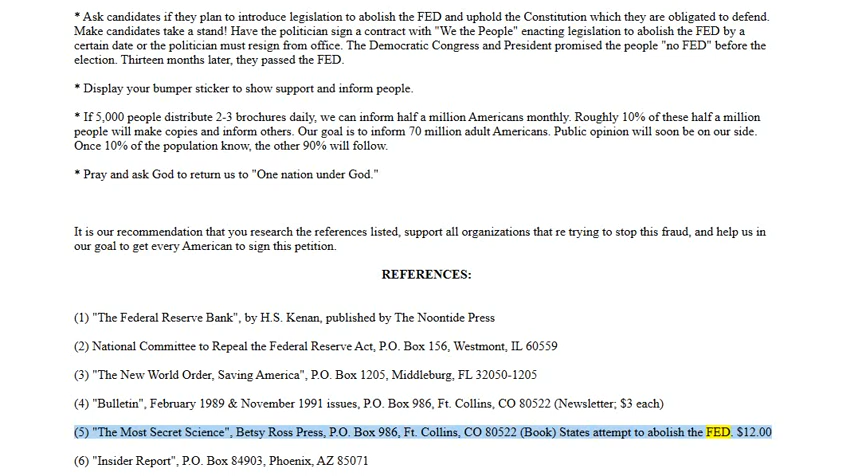 * Ask candidates if they plan to introduce legislation to abolish the FED and uphold the Constitution which they are obligated to defend.
Make candidates take a stand! Have the politician sign a contract with "We the People" enacting legislation to abolish the FED by a
certain date or the politician must resign from office. The Democratic Congress and President promised the people "no FED" before the
election. Thirteen months later, they passed the FED.
* Display your bumper sticker to show support and inform people.
* If 5,000 people distribute 2-3 brochures daily, we can inform half a million Americans monthly. Roughly 10% of these half a million
people will make copies and inform others. Our goal is to inform 70 million adult Americans. Public opinion will soon be on our side.
Once 10% of the population know, the other 90% will follow.
* Pray and ask God to return us to "One nation under God."
It is our recommendation that you research the references listed, support all organizations that re trying to stop this fraud, and help us in
our goal to get every American to sign this petition.
REFERENCES:
(1) "The Federal Reserve Bank", by H.S. Kenan, published by The Noontide Press
(2) National Committee to Repeal the Federal Reserve Act, P.O. Box 156, Westmont, IL 60559
(3) "The New World Order, Saving America", P.O. Box 1205, Middleburg, FL 32050-1205
(4) "Bulletin", February 1989 & November 1991 issues, P.O. Box 986, Ft. Collins, CO 80522 (Newsletter; $3 each)
(5) "The Most Secret Science", Betsy Ross Press, P.O. Box 986, Ft. Collins, CO 80522 (Book) States attempt to abolish the FED. $12.00
(6) "Insider Report", P.O. Box 84903, Phoenix, AZ 85071